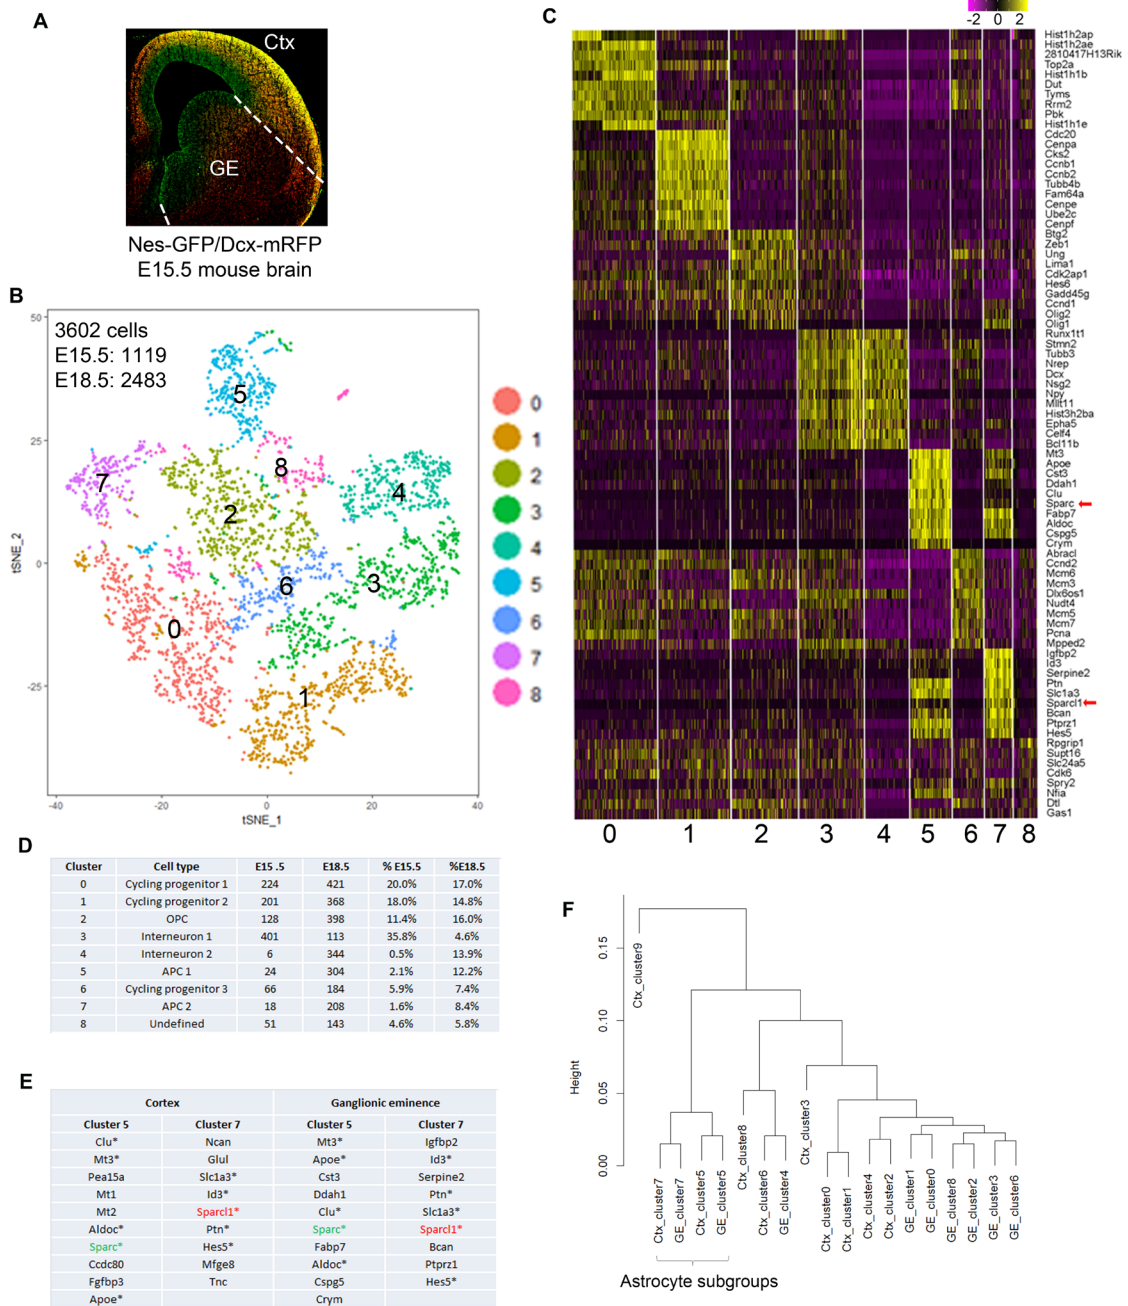 A
Ctx
GE
Nes-GFP/Dcx-mRFP
E15.5 mouse brain
B
3602 cells
E15.5: 1119
E18.5: 2483
50
25
0
-25
tSNE_2
-40
-20
0
20
40
tSNE_1
5
8
7
4
2
6
3
0
1
0
1
2
3
4
5
6
7
8
C
-2 0 2
Hist1h2ap
Hist1h2ae
2810417H13Rik
Top2a
Hist1h1b
Dut
Tyms
Rrm2
Pbk
Hist1h1e
Cdc20
Cenpa
Cks2
Ccnb1
Ccnb2
Tubb4b
Fam64a
Cenpe
Ube2c
Cenpf
Btg2
Zeb1
Ung
Lima1
Cdk2ap1
Hes6
Gadd45g
Ccnd1
Olig2
Olig1
Runx1t1
Stmn2
Tubb3
Nrep
Dcx
Nsg2
Npy
Mllt11
Hist3h2ba
Epha5
Celf4
Bcl11b
Mt3
Apoe
Cst3
Ddah1
Clu
Sparc
Fabp7
Aldoc
Cspg5
Crym
Abracl
Ccnd2
Mcm6
Mcm3
Dlx6os1
Nudt4
Mcm5
Mcm7
Pcna
Mpped2
Igfbp2
Id3
Serpine2
Ptn
Slc1a3
Sparcl1
Bcan
Ptprz1
Hes5
Rpgrip1
Supt16
Slc24a5
Cdk6
Spry2
Nfia
Dtl
Gas1
0 1 2 3 4 5 6 7 8
D
Cluster Cell type E15 .5 E18.5 % E15.5 %E18.5
0 Cycling progenitor 1 224 421 20.0% 17.0%
1 Cycling progenitor 2 201 368 18.0% 14.8%
2 OPC 128 398 11.4% 16.0%
3 Interneuron 1 401 113 35.8% 4.6%
4 Interneuron 2 6 344 0.5% 13.9%
5 APC 1 24 304 2.1% 12.2%
6 Cycling progenitor 3 66 184 5.9% 7.4%
7 APC 2 18 208 1.6% 8.4%
8 Undefined 51 143 4.6% 5.8%
E
Cortex Ganglionic eminence
Cluster 5 Cluster 7 Cluster 5 Cluster 7
Clu* Ncan Mt3* Igfbp2
Mt3* Glul Apoe* Id3*
Pea15a Slc1a3* Cst3 Serpine2
Mt1 Id3* Ddah1 Ptn*
Mt2 Sparcl1* Clu* Slc1a3*
Aldoc* Ptn* Sparc* Sparcl1*
Sparc* Hes5* Fabp7 Bcan
Ccdc80 Mfge8 Aldoc* Ptprz1
Fgfbp3 Tnc Cspg5 Hes5*
Apoe* Crym
F
Height
0.15
0.10
0.05
0.00
Ctx_cluster9
Ctx_cluster7
GE_cluster7
Ctx_cluster5
GE_cluster5
Ctx_cluster8
Ctx_cluster6
GE_cluster4
Ctx_cluster3
Ctx_cluster0
Ctx_cluster1
Ctx_cluster4
Ctx_cluster2
GE_cluster1
GE_cluster0
GE_cluster8
GE_cluster2
GE_cluster3
GE_cluster6
Astrocyte subgroups